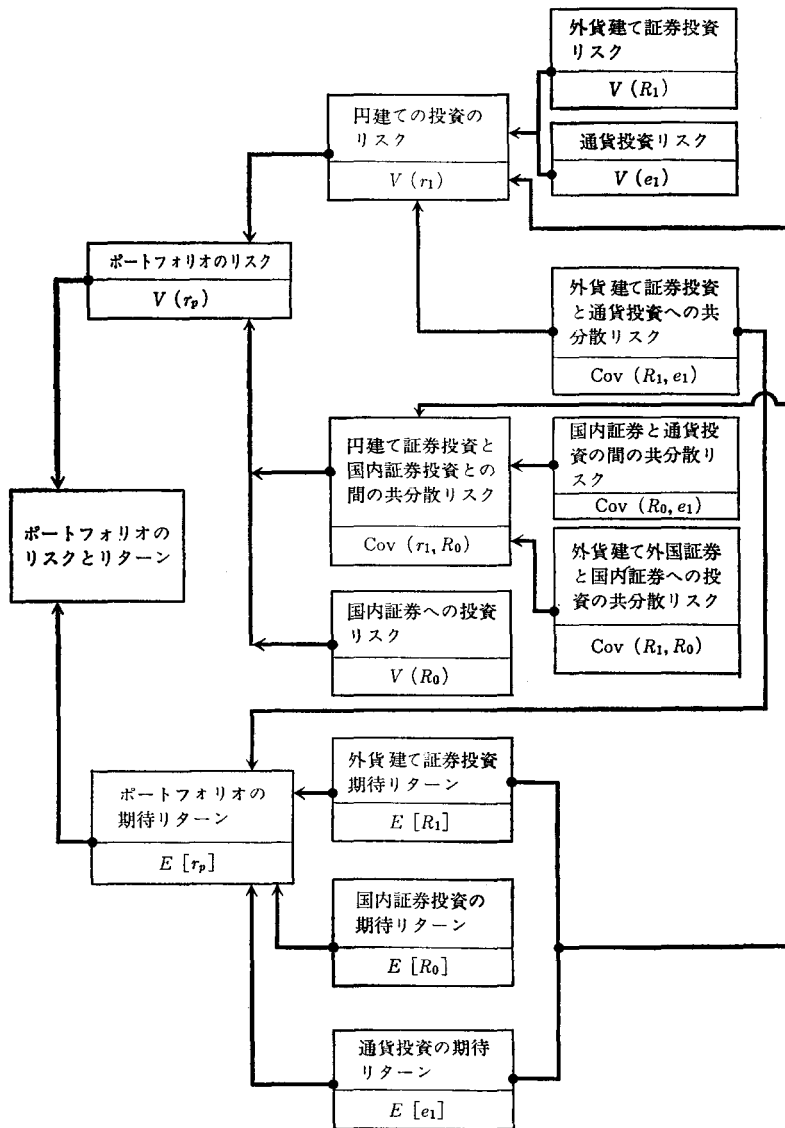 外貨建て証券投資
リスク
V (R1)
円建ての投資の
リスク
V (r1)
通貨投資リスク
V (e1)
ポートフォリオのリスク
V (rp)
外貨建て証券投資
と通貨投資への共
分散リスク
Cov (R1, e1)
円建て証券投資と
国内証券投資との
間の共分散リスク
Cov (r1, R0)
国内証券と通貨投
資の間の共分散リ
スク
Cov (R0, e1)
ポートフォリオの
リスクとリターン
外貨建て外国証券
と国内証券への投
資の共分散リスク
Cov (R1, R0)
国内証券への投資
リスク
V (R0)
ポートフォリオの
期待リターン
E [rp]
外貨建て証券投資
期待リターン
E [R1]
国内証券投資の
期待リターン
E [R0]
通貨投資の期待
リターン
E [e1]